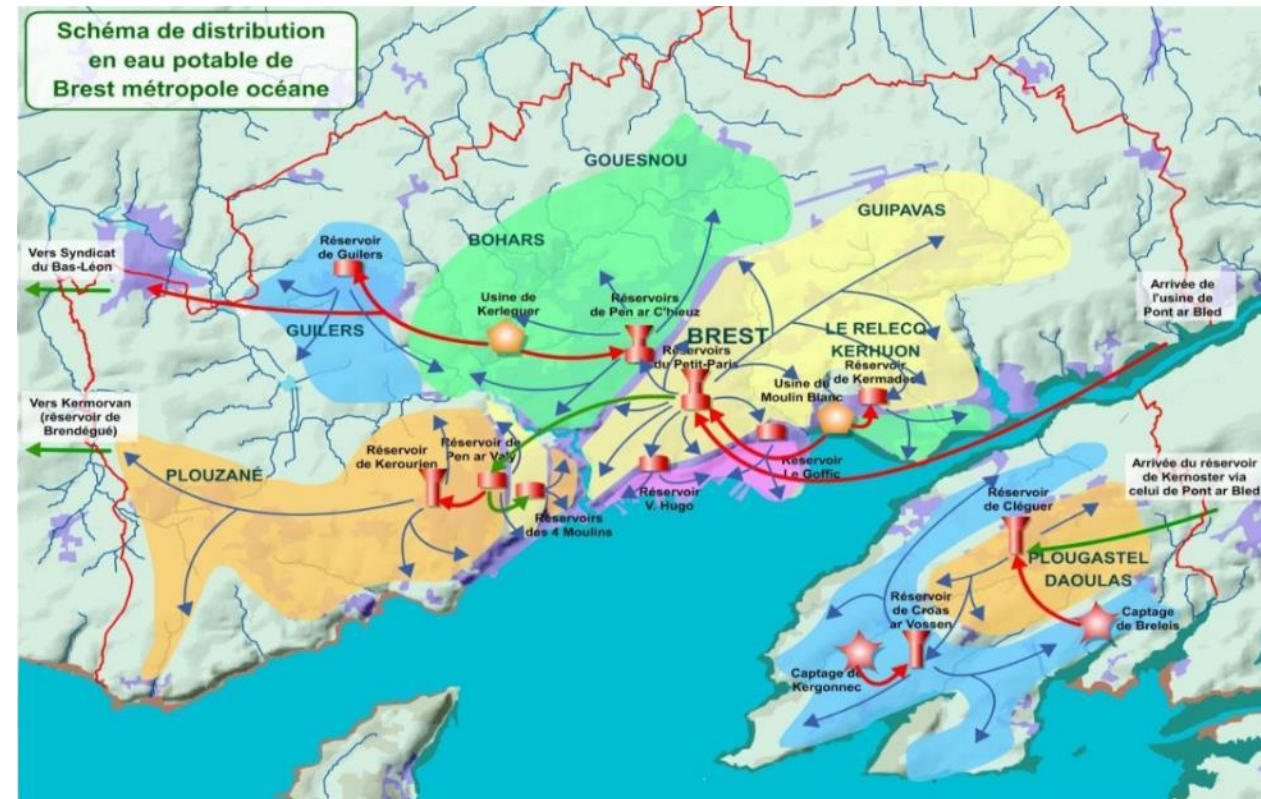 Schéma de distribution
en eau potable de
Brest métropole océane
GOUESNOU
GUIPAVAS
BOHARS
Réservoir
de Guilers
Vers Syndicat
du Bas-Léon
Arrivée de
l'usine de
Pont ar Bled
Usine de
Kerleguer
Réservoirs
de Pen ar C'hleuz
GUILERS
BREST
LE RELECQ
KERHUON
Réservoirs
du Petit-Paris
Réservoir
de Kermadec
Usine du
Moulin Blanc
Vers Kermorvan
(réservoir de
Brendégué)
PLOUZANÉ
Réservoir
de Kerourien
Réservoir de
Pen ar Valy
Réservoir
Le Goffic
Arrivée du réservoir
de Kernoster via
celui de Pont ar Bled
Réservoir
V. Hugo
Réservoirs
des 4 Moulins
Réservoir
de Cléguer
PLOUGASTEL
DAOULAS
Réservoir
de Croas
ar Vossen
Captage
de Breleis
Captage de
Kergonnec